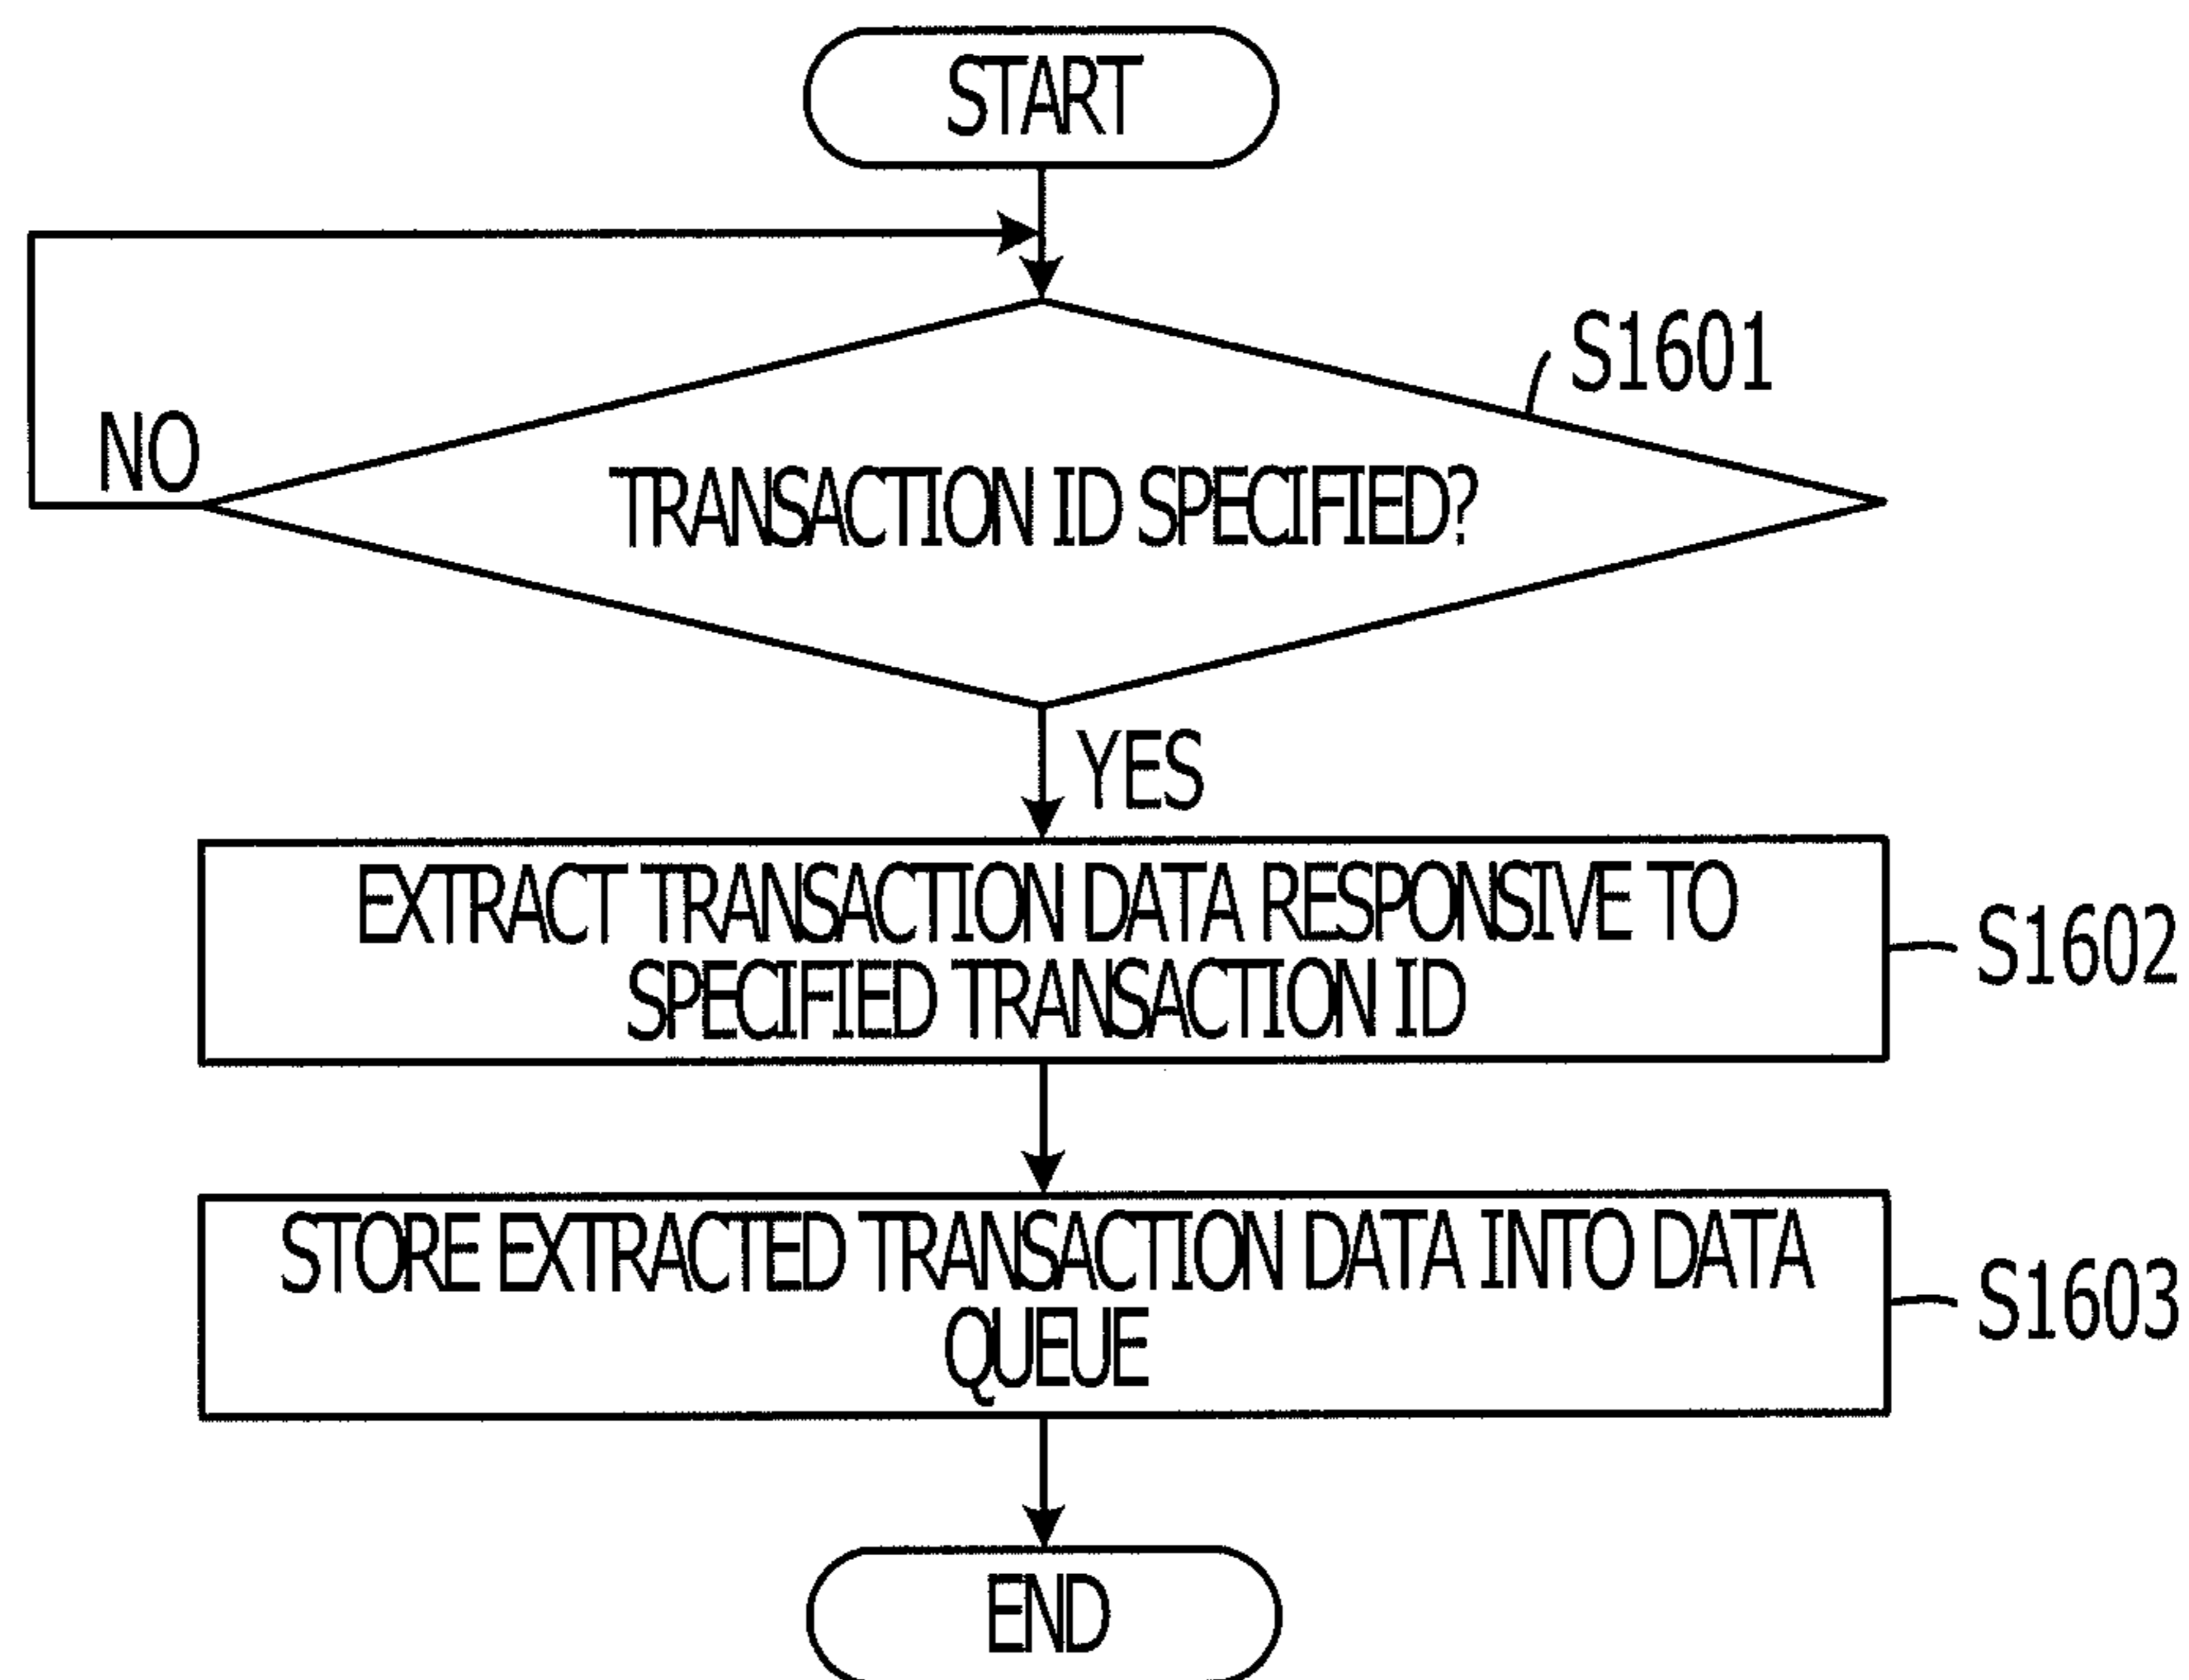 START
S1601
NO
TRANSACTION ID SPECIFIED?
YES
EXTRACT TRANSACTION DATA RESPONSIVE TO
SPECIFIED TRANSACTION ID
S1602
STORE EXTRACTED TRANSACTION DATA INTO DATA
QUEUE
S1603
END